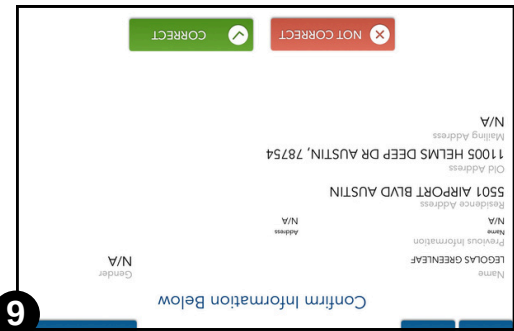 Confirm Information Below
Name
Gender
LEGOLAS GREENLEAF
N/A
Previous Information
Name
Address
N/A
N/A
Residence Address
5501 AIRPORT BLVD AUSTIN
Old Address
11005 HELMS DEEP DR AUSTIN, 78754
Mailing Address
N/A
NOT CORRECT
CORRECT
9